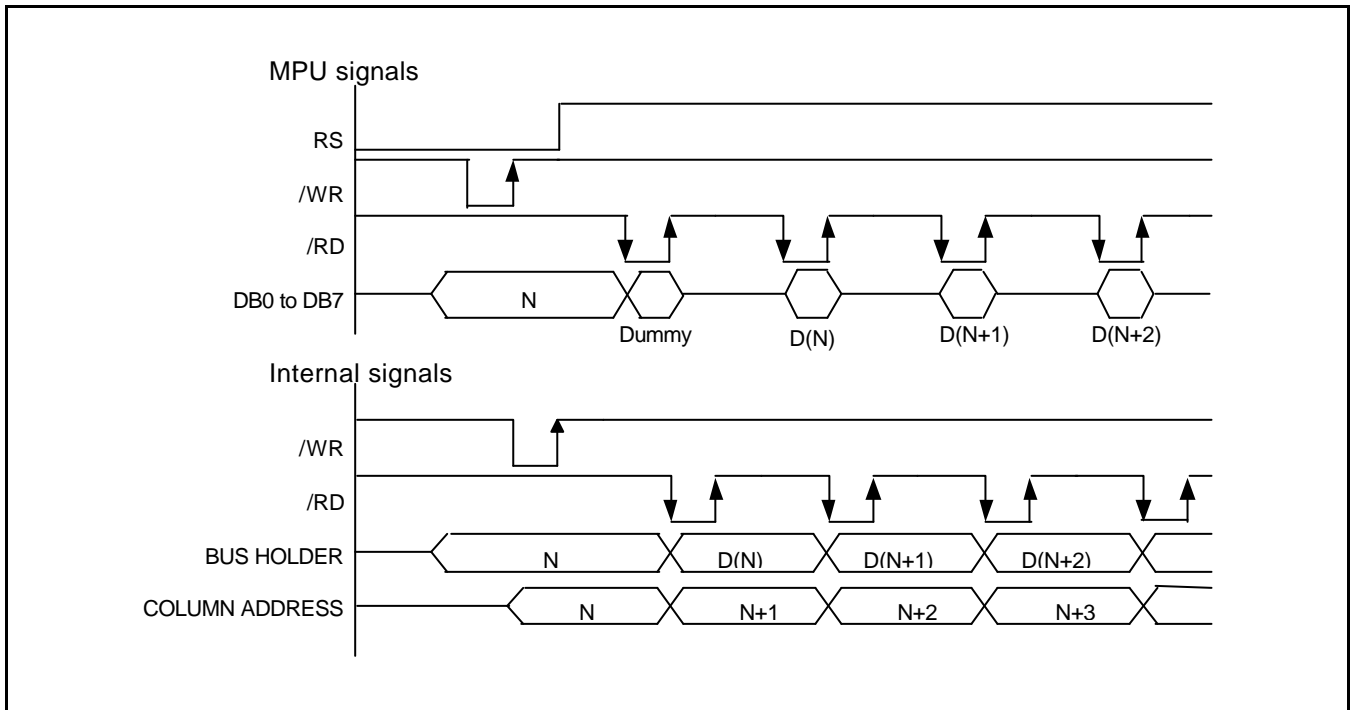 MPU signals
RS
/WR
/RD
DB0 to DB7
N
Dummy
D(N)
D(N+1)
D(N+2)
Internal signals
/WR
/RD
BUS HOLDER
N
D(N)
D(N+1)
D(N+2)
COLUMN ADDRESS
N
N+1
N+2
N+3